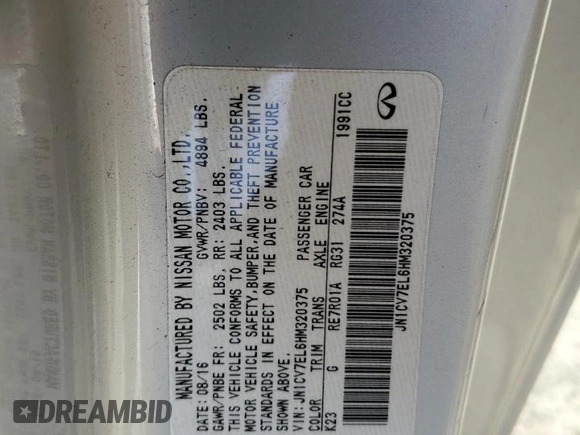 MANUFACTURED BY NISSAN MOTOR CO.,LTD.
DATE: 08/16 GVWR/PNBV: 4894 LBS.
GAWR/PNBE FR: 2502 LBS. RR: 2403 LBS.
THIS VEHICLE CONFORMS TO ALL APPLICABLE FEDERAL
MOTOR VEHICLE SAFETY,BUMPER,AND THEFT PREVENTION
STANDARDS IN EFFECT ON THE DATE OF MANUFACTURE
SHOWN ABOVE.
VIN: JN1CV7EL6HM320375 PASSENGER CAR
COLOR TRIM TRANS AXLE ENGINE
K23 G RE7R01A RG31 274A 1991CC
JN1CV7EL6HM320375
DREAMBID